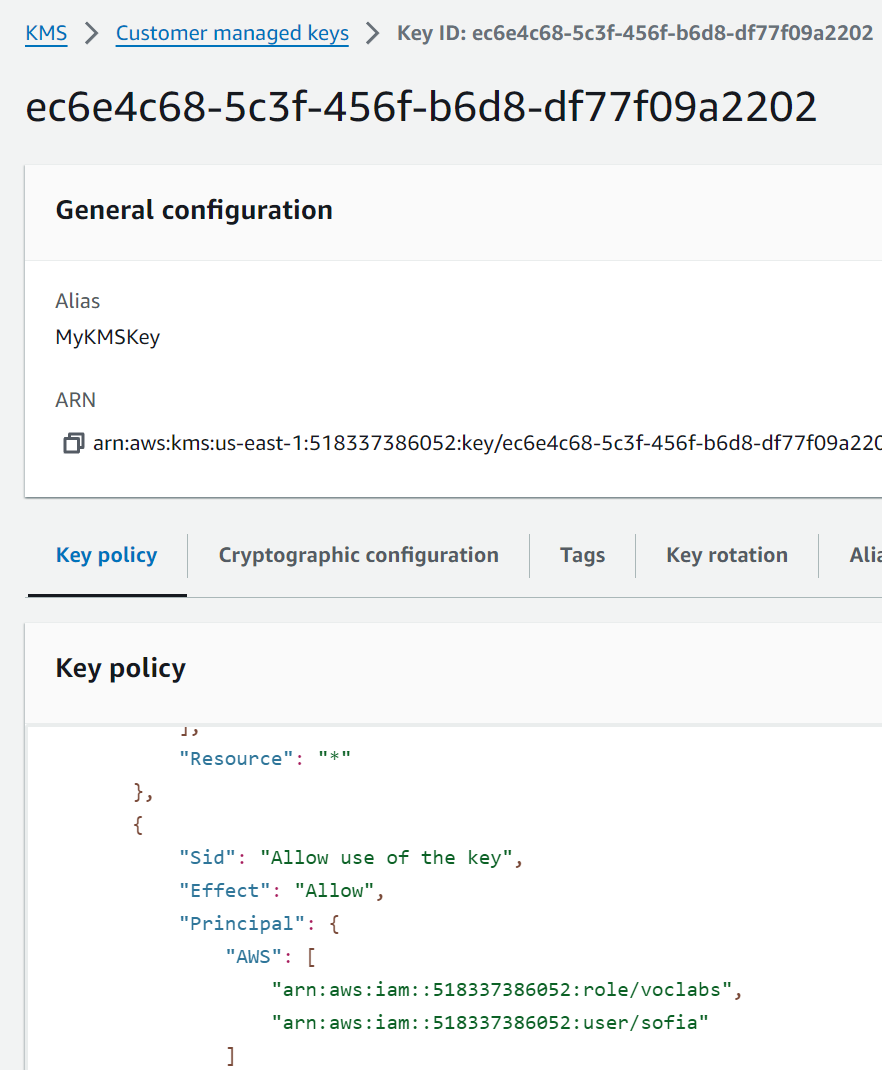 KMS > Customer managed keys > Key ID: ec6e4c68-5c3f-456f-b6d8-df77f09a2202
ec6e4c68-5c3f-456f-b6d8-df77f09a2202
General configuration
Alias
MyKMSKey
ARN
arn:aws:kms:us-east-1:518337386052:key/ec6e4c68-5c3f-456f-b6d8-df77f09a220
Key policy
Cryptographic configuration
Tags
Key rotation
Alia
Key policy
],
"Resource": "*"
},
{
"Sid": "Allow use of the key",
"Effect": "Allow",
"Principal": {
"AWS": [
"arn:aws:iam::518337386052:role/voclabs",
"arn:aws:iam::518337386052:user/sofia"
]